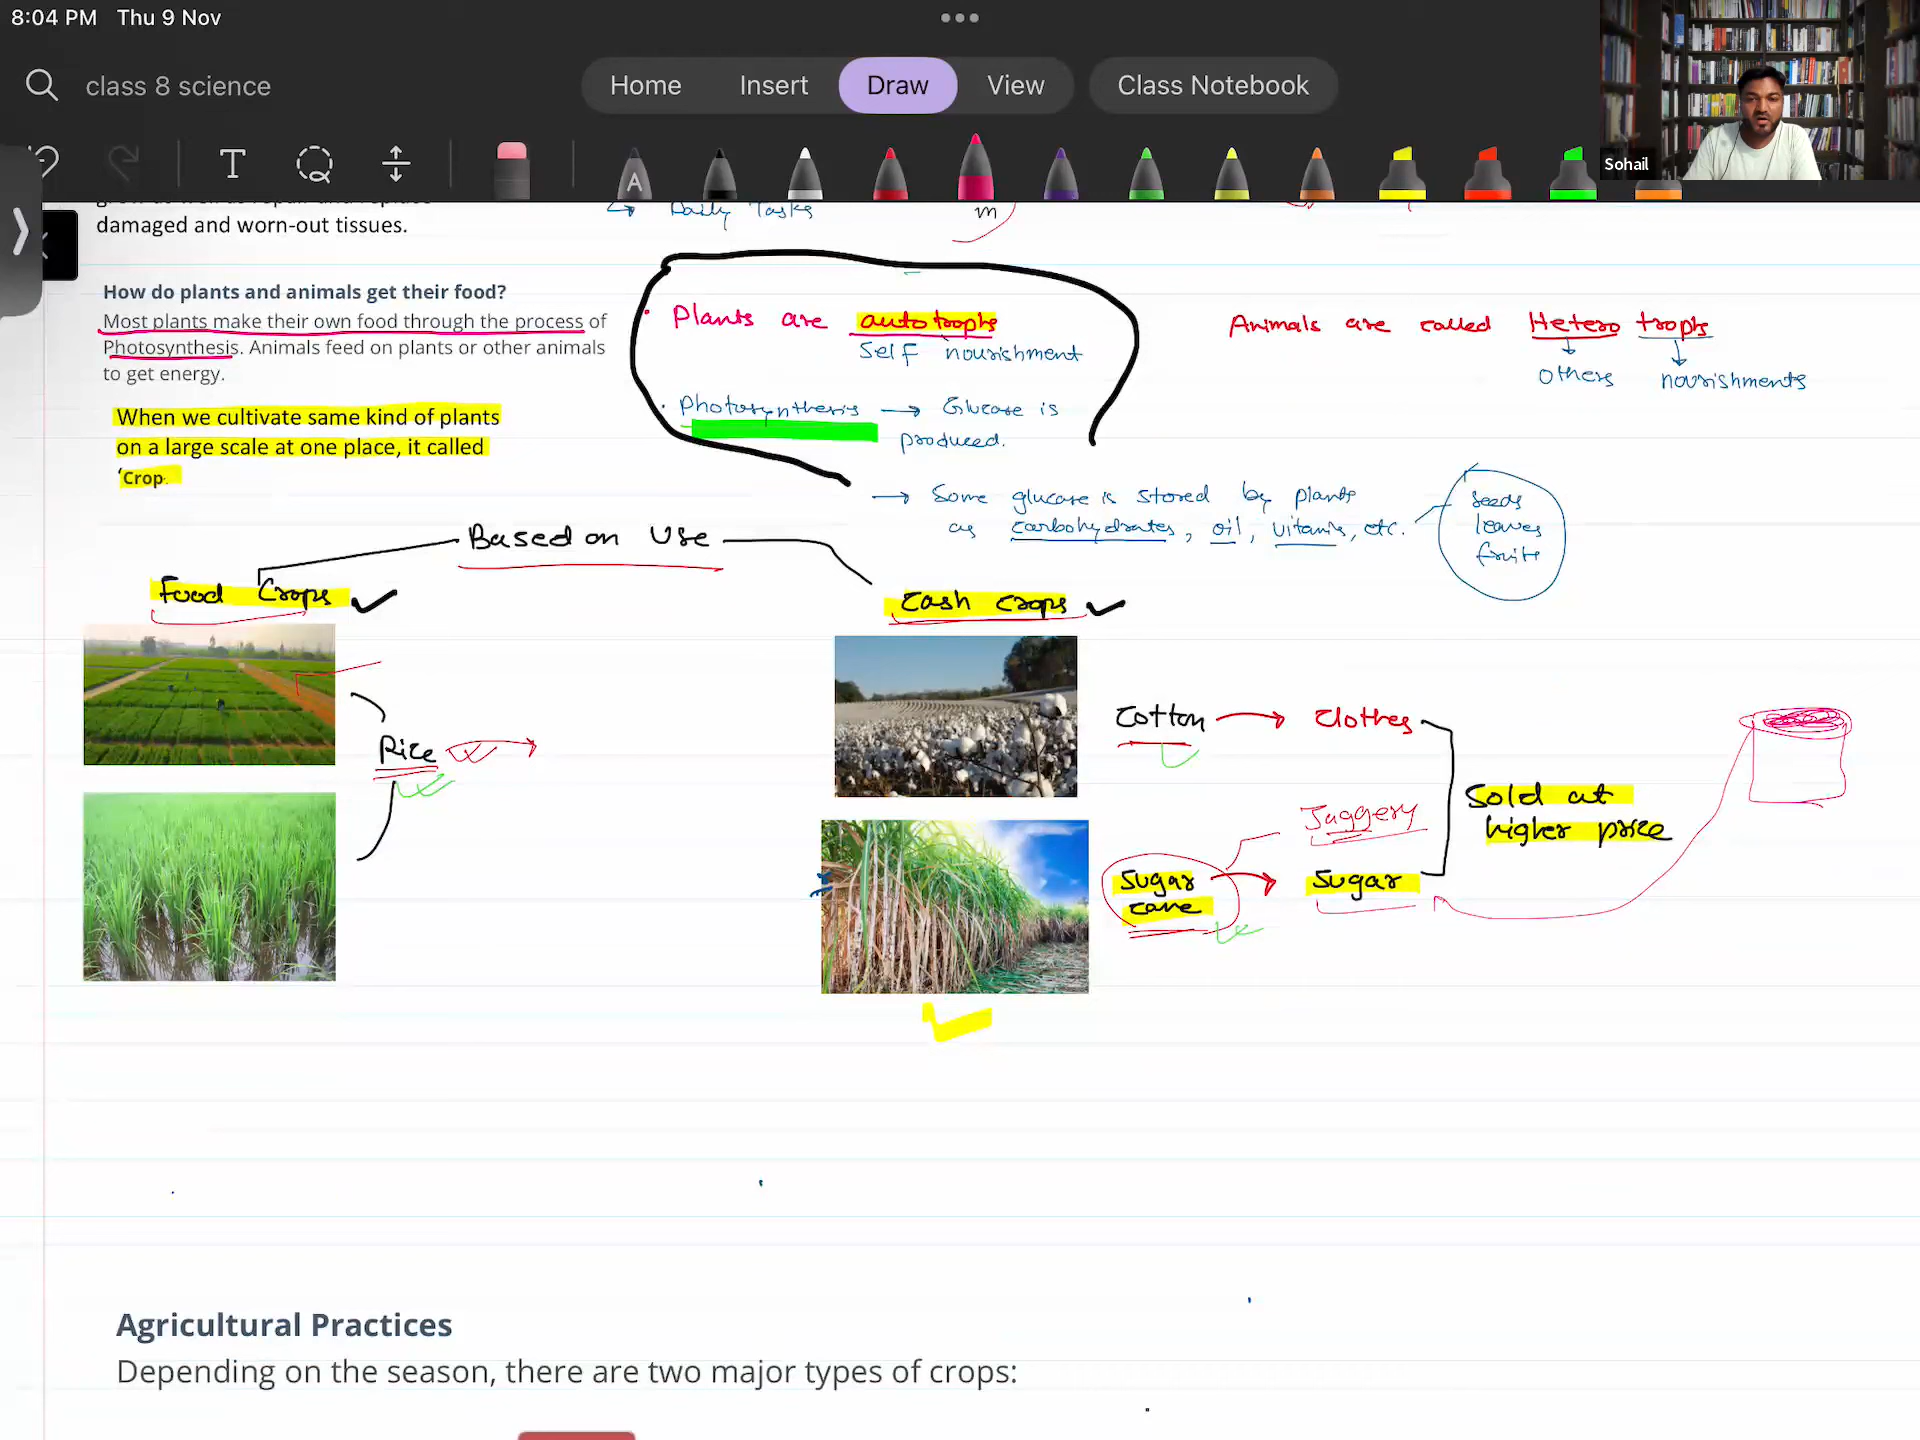 8:04 PM Thu 9 Nov
class 8 science
Home Insert Draw View Class Notebook
T
A
Sohail
damaged and worn-out tissues.
Daily Tasks
m
How do plants and animals get their food?
Most plants make their own food through the process of
Photosynthesis. Animals feed on plants or other animals
to get energy.
When we cultivate same kind of plants
on a large scale at one place, it called
‘Crop.
Plants are autotrophs
Self nourishment
Photosynthesis → Glucose is
produced.
Animals are called Hetero trophs
others nourishments
→ Some glucose is stored by plants
as carbohydrates, oil, vitamins, etc.
seeds
leaves
fruits
Based on Use
Food Crops
Cash Crops
Rice
Cotton → Clothes
Jaggery
Sugar
cane
Sugar
Sold at
higher price
Agricultural Practices
Depending on the season, there are two major types of crops: